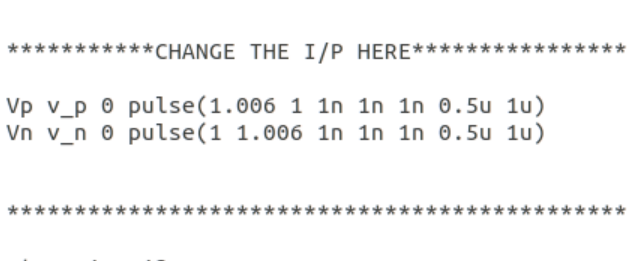 ***********CHANGE THE I/P HERE****************
Vp v_p 0 pulse(1.006 1 1n 1n 1n 0.5u 1u)
Vn v_n 0 pulse(1 1.006 1n 1n 1n 0.5u 1u)
**********************************************